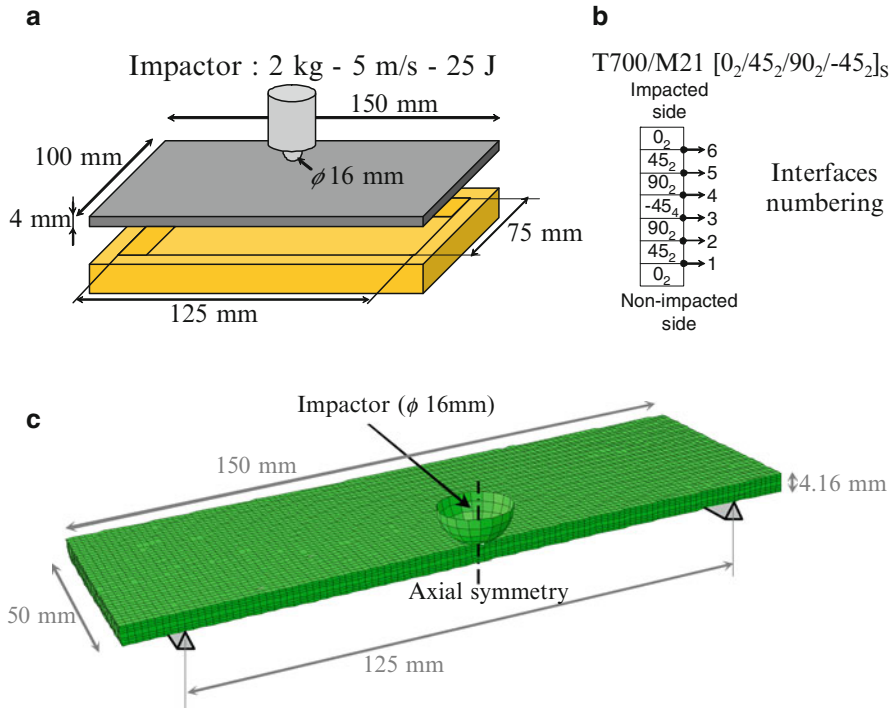 a
Impactor : 2 kg - 5 m/s - 25 J
150 mm
100 mm
ϕ 16 mm
4 mm
75 mm
125 mm
b
T700/M21 [0₂/45₂/90₂/-45₂]ₛ
Impacted
side
0₂
6
45₂
5
90₂
4
-45₄
3
90₂
2
45₂
1
0₂
Non-impacted
side
Interfaces
numbering
c
Impactor (ϕ 16mm)
150 mm
4.16 mm
Axial symmetry
50 mm
125 mm